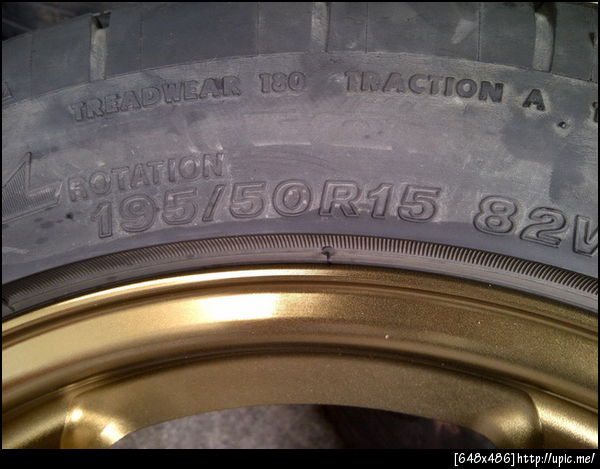 TREADWEAR 180 TRACTION A
ROTATION
195/50R15 82V
[648x486]http://upic.me/